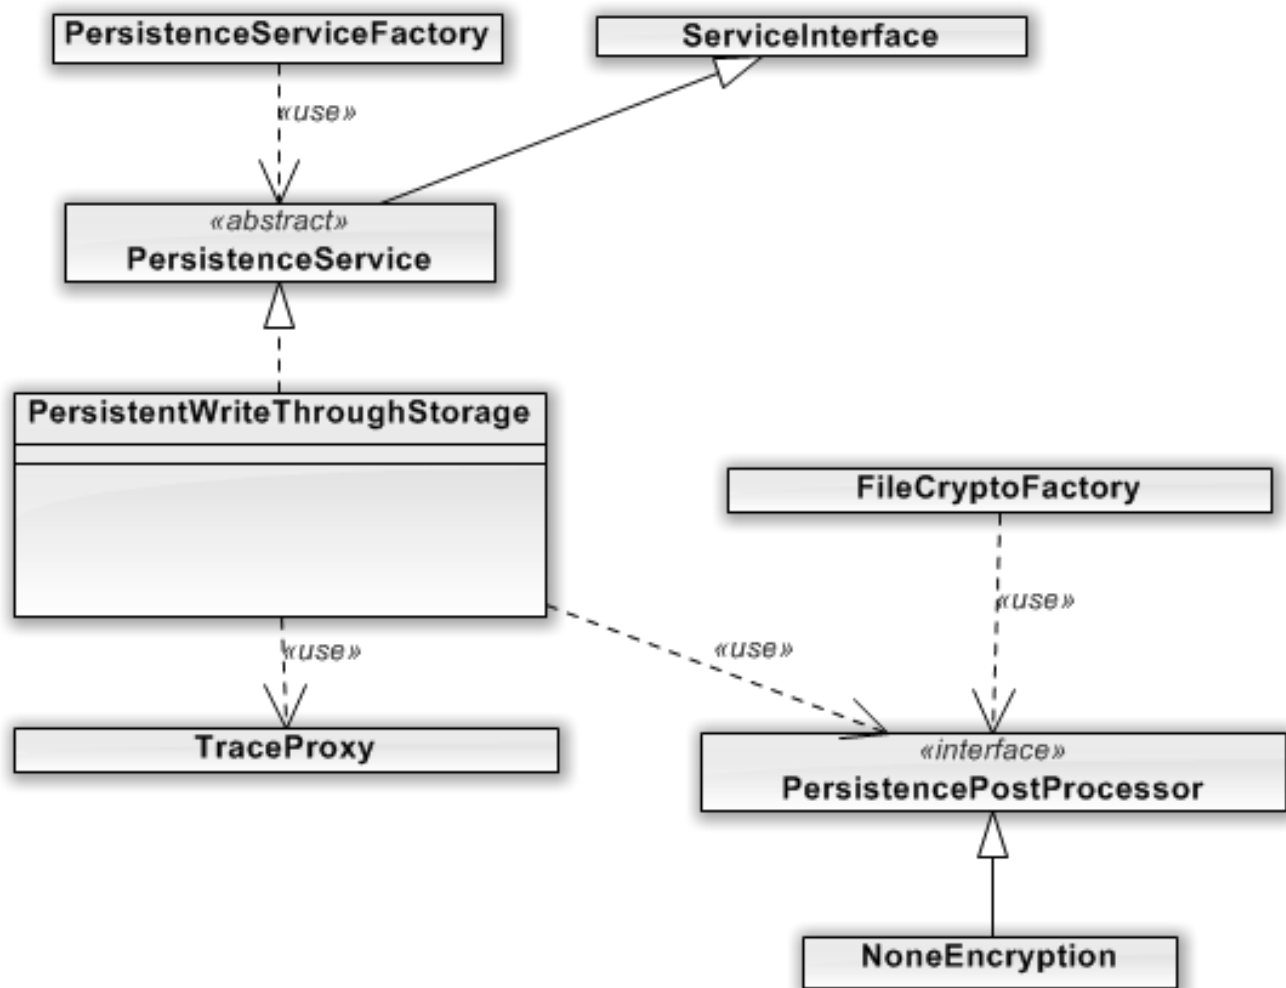 PersistenceServiceFactory
ServiceInterface
«use»
«abstract»
PersistenceService
PersistentWriteThroughStorage
FileCryptoFactory
«use»
«use»
«use»
TraceProxy
«interface»
PersistencePostProcessor
NoneEncryption